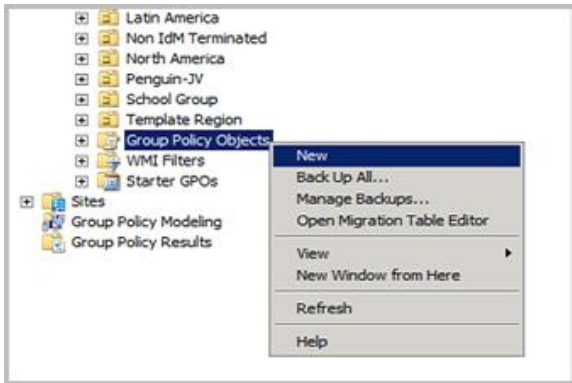 Latin America
Non IdM Terminated
North America
Penguin-JV
School Group
Template Region
Group Policy Objects
WMI Filters
Starter GPOs
Sites
Group Policy Modeling
Group Policy Results
New
Back Up All...
Manage Backups...
Open Migration Table Editor
View
New Window from Here
Refresh
Help